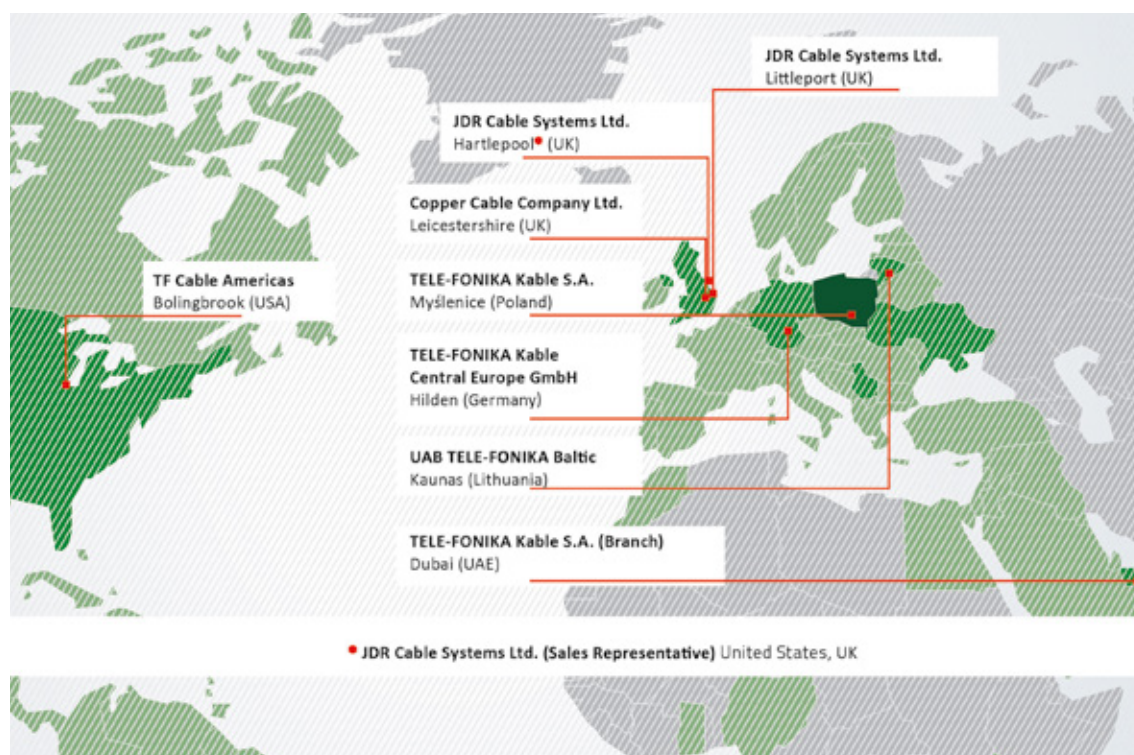 JDR Cable Systems Ltd.
Littleport (UK)
JDR Cable Systems Ltd.
Hartlepool• (UK)
Copper Cable Company Ltd.
Leicestershire (UK)
TF Cable Americas
Bolingbrook (USA)
TELE-FONIKA Kable S.A.
Myślenice (Poland)
TELE-FONIKA Kable
Central Europe GmbH
Hilden (Germany)
UAB TELE-FONIKA Baltic
Kaunas (Lithuania)
TELE-FONIKA Kable S.A. (Branch)
Dubai (UAE)
• JDR Cable Systems Ltd. (Sales Representative) United States, UK